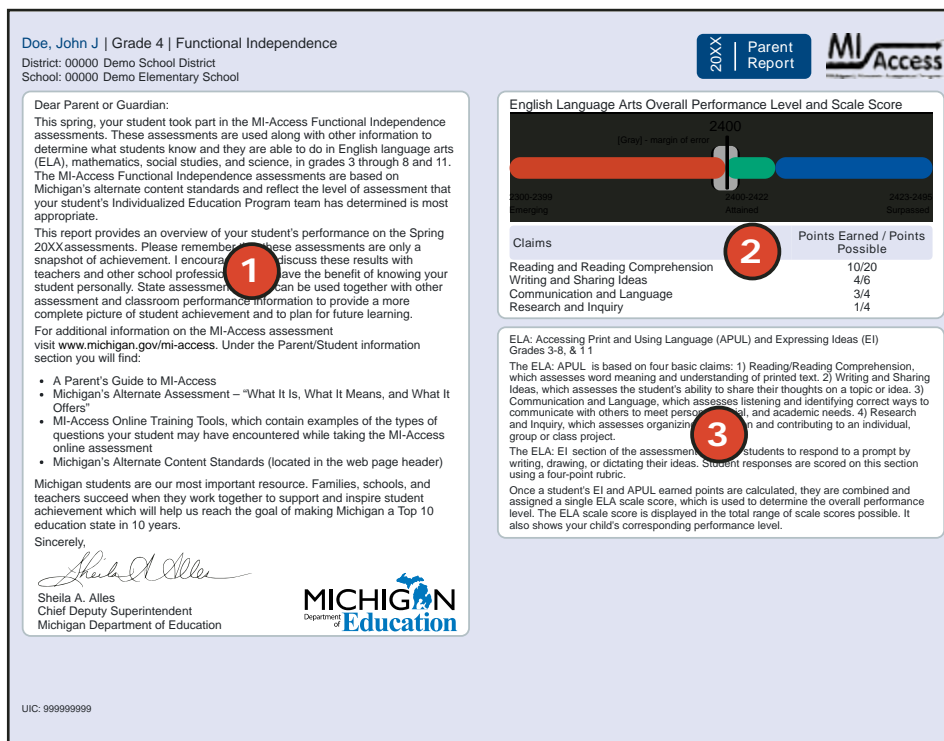 Doe, John J | Grade 4 | Functional Independence
District: 00000 Demo School District
School: 00000 Demo Elementary School
20XX
Parent
Report
MI
Access
Dear Parent or Guardian:
This spring, your student took part in the MI-Access Functional Independence
assessments. These assessments are used along with other information to
determine what students know and they are able to do in English language arts
(ELA), mathematics, social studies, and science, in grades 3 through 8 and 11.
The MI-Access Functional Independence assessments are based on
Michigan's alternate content standards and reflect the level of assessment that
your student's Individualized Education Program team has determined is most
appropriate.
This report provides an overview of your student's performance on the Spring
20XX assessments. Please remember these assessments are only a
snapshot of achievement. I discuss these results with
teachers and other school have the benefit of knowing your
student personally. State can be used together with other
assessment and classroom performance information to provide a more
complete picture of student achievement and to plan for future learning.
1
For additional information on the MI-Access assessment
visit www.michigan.gov/mi-access. Under the Parent/Student information
section you will find:
• A Parent's Guide to MI-Access
• Michigan's Alternate Assessment – “What It Is, What It Means, and What It
Offers”
• MI-Access Online Training Tools, which contain examples of the types of
questions your student may have encountered while taking the MI-Access
online assessment
• Michigan's Alternate Content Standards (located in the web page header)
Michigan students are our most important resource. Families, schools, and
teachers succeed when they work together to support and inspire student
achievement which will help us reach the goal of making Michigan a Top 10
education state in 10 years.
Sincerely,
Sheila A Alles
Sheila A. Alles
Chief Deputy Superintendent
Michigan Department of Education
MICHIGAN
Department
of Education
English Language Arts Overall Performance Level and Scale Score
2400
[Gray] - margin of error
2300-2399 2400-2422 2423-2495
Emerging Attained Surpassed
Claims Points Earned / Points
Possible
2
Reading and Reading Comprehension 10/20
Writing and Sharing Ideas 4/6
Communication and Language 3/4
Research and Inquiry 1/4
ELA: Accessing Print and Using Language (APUL) and Expressing Ideas (EI)
Grades 3-8, & 11
The ELA: APUL is based on four basic claims: 1) Reading/Reading Comprehension,
which assesses word meaning and understanding of printed text. 2) Writing and Sharing
Ideas, which assesses the student's ability to share their thoughts on a topic or idea. 3)
Communication and Language, which assesses listening and identifying correct ways to
communicate with others to meet and academic needs. 4) Research
and Inquiry, which assesses and contributing to an individual,
group or class project.
3
The ELA: EI section of the assessment students to respond to a prompt by
writing, drawing, or dictating their ideas. Student responses are scored on this section
using a four-point rubric.
Once a student's EI and APUL earned points are calculated, they are combined and
assigned a single ELA scale score, which is used to determine the overall performance
level. The ELA scale score is displayed in the total range of scale scores possible. It
also shows your child's corresponding performance level.
UIC: 999999999